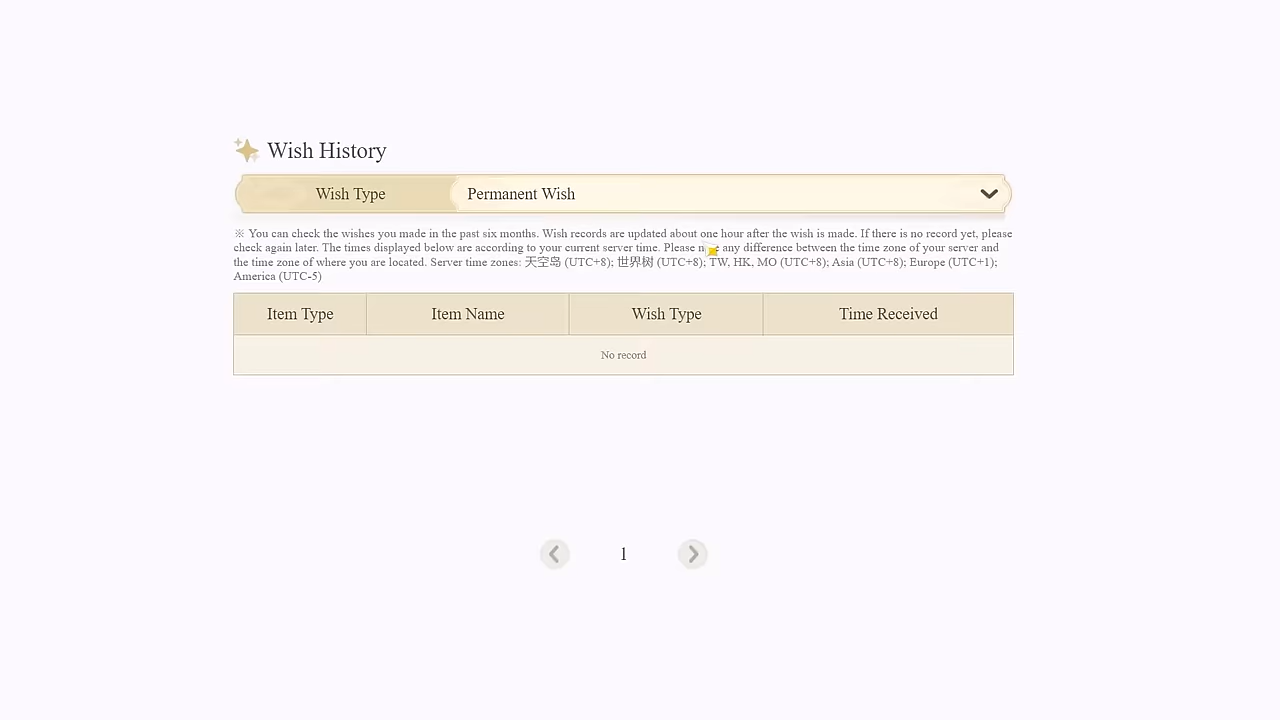 Wish History
Wish Type
Permanent Wish
※ You can check the wishes you made in the past six months. Wish records are updated about one hour after the wish is made. If there is no record yet, please
check again later. The times displayed below are according to your current server time. Please any difference between the time zone of your server and
the time zone of where you are located. Server time zones: 天空岛 (UTC+8); 世界树 (UTC+8); TW, HK, MO (UTC+8); Asia (UTC+8); Europe (UTC+1);
America (UTC-5)
Item Type
Item Name
Wish Type
Time Received
No record
1